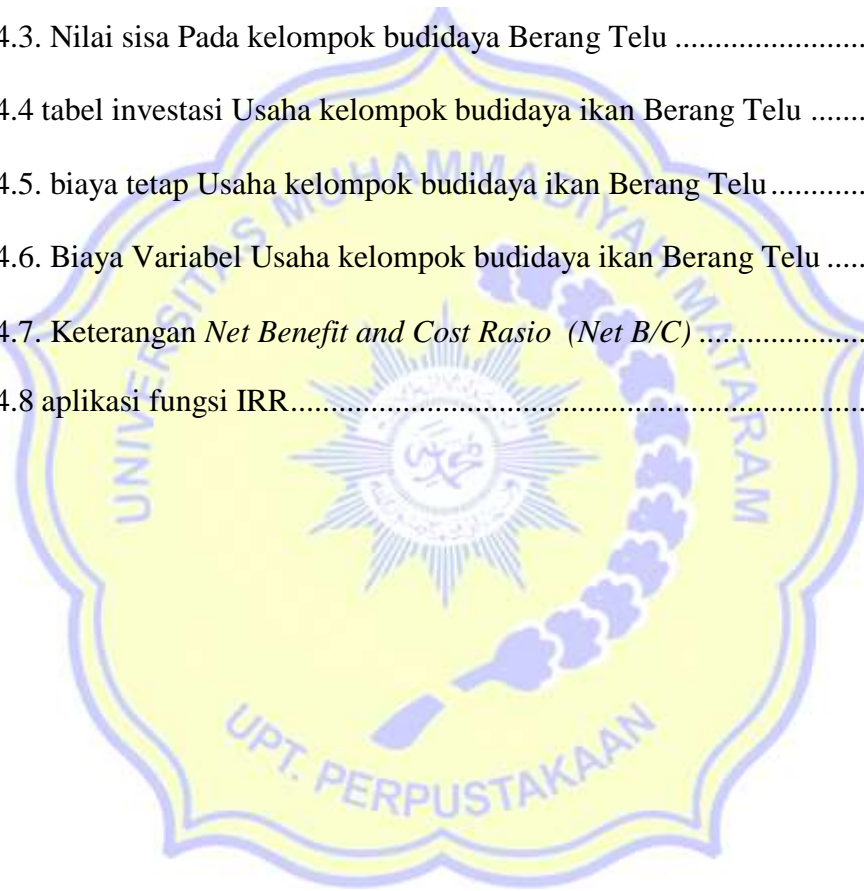 4.3. Nilai sisa Pada kelompok budidaya Berang Telu .......................
4.4 tabel investasi Usaha kelompok budidaya ikan Berang Telu .......
4.5. biaya tetap Usaha kelompok budidaya ikan Berang Telu............
4.6. Biaya Variabel Usaha kelompok budidaya ikan Berang Telu .....
4.7. Keterangan Net Benefit and Cost Rasio (Net B/C) ....................
4.8 aplikasi fungsi IRR.......................................................................
UNIVERSITAS MUHAMMADIYAH MATARAM
UPT. PERPUSTAKAAN